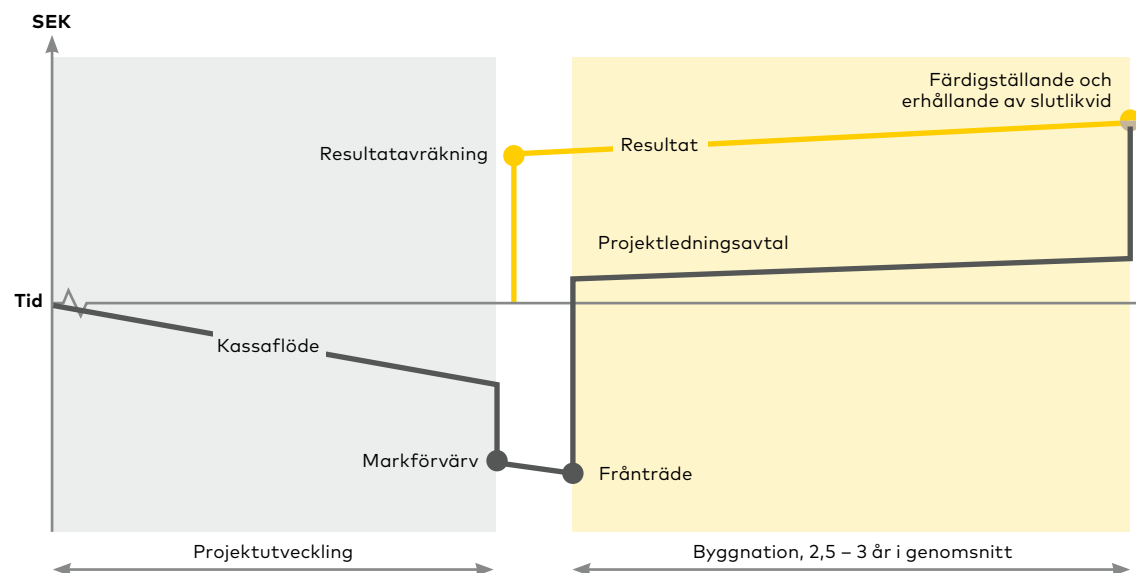 SEK
Färdigställande och
erhållande av slutlikvid
Resultatavräkning
Resultat
Projektledningsavtal
Tid
Kassaflöde
Markförvärv
Frånträde
Projektutveckling
Byggnation, 2,5 – 3 år i genomsnitt